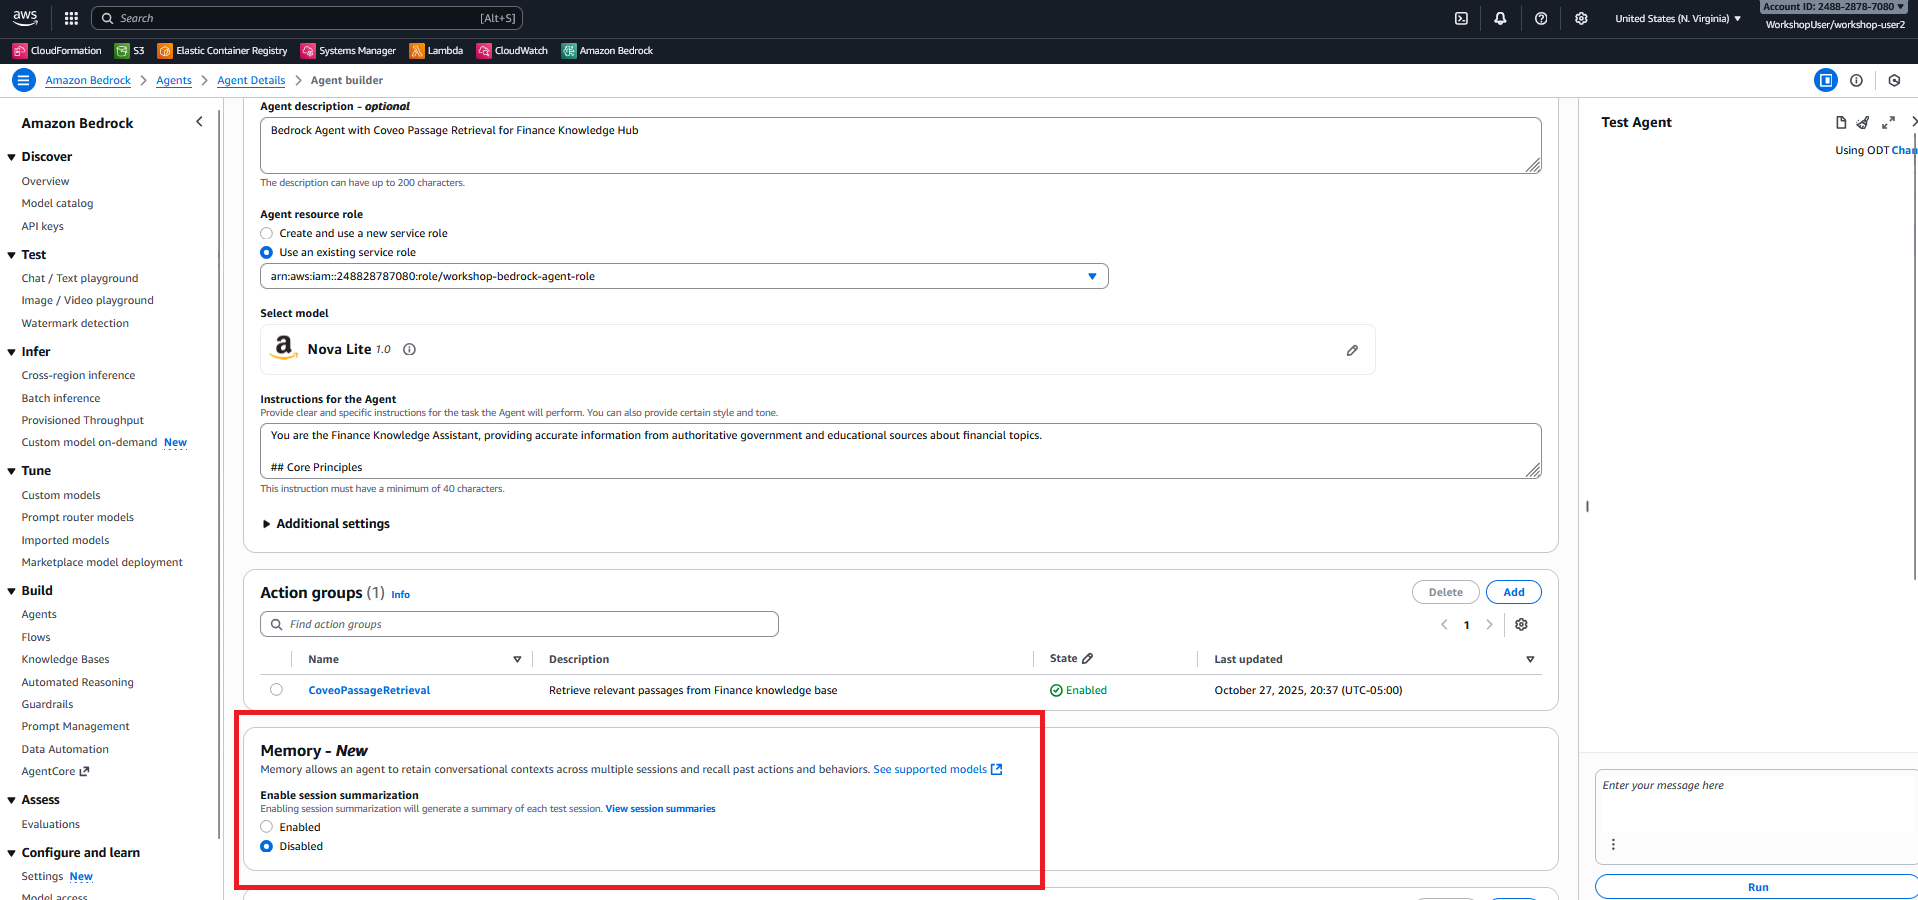 aws
Search [Alt+S]
United States (N. Virginia)
Account ID: 2488-2878-7080
WorkshopUser/workshop-user2
CloudFormation S3 Elastic Container Registry Systems Manager Lambda CloudWatch Amazon Bedrock
Amazon Bedrock Agents Agent Details Agent builder
Amazon Bedrock
Discover
Overview
Model catalog
API keys
Test
Chat / Text playground
Image / Video playground
Watermark detection
Infer
Cross-region inference
Batch inference
Provisioned Throughput
Custom model on-demand New
Tune
Custom models
Prompt router models
Imported models
Marketplace model deployment
Build
Agents
Flows
Knowledge Bases
Automated Reasoning
Guardrails
Prompt Management
Data Automation
AgentCore
Assess
Evaluations
Configure and learn
Settings New
Model access
Agent description - optional
Bedrock Agent with Coveo Passage Retrieval for Finance Knowledge Hub
The description can have up to 200 characters.
Agent resource role
Create and use a new service role
Use an existing service role
arn:aws:iam::248828787080:role/workshop-bedrock-agent-role
Select model
a Nova Lite 1.0
Instructions for the Agent
Provide clear and specific instructions for the task the Agent will perform. You can also provide certain style and tone.
You are the Finance Knowledge Assistant, providing accurate information from authoritative government and educational sources about financial topics.
## Core Principles
This instruction must have a minimum of 40 characters.
Additional settings
Action groups (1) Info
Delete Add
Find action groups
1
Name Description State Last updated
CoveoPassageRetrieval Retrieve relevant passages from Finance knowledge base Enabled October 27, 2025, 20:37 (UTC-05:00)
Memory - New
Memory allows an agent to retain conversational contexts across multiple sessions and recall past actions and behaviors. See supported models
Enable session summarization
Enabling session summarization will generate a summary of each test session. View session summaries
Enabled
Disabled
Test Agent
Using ODT Chan
Enter your message here
Run